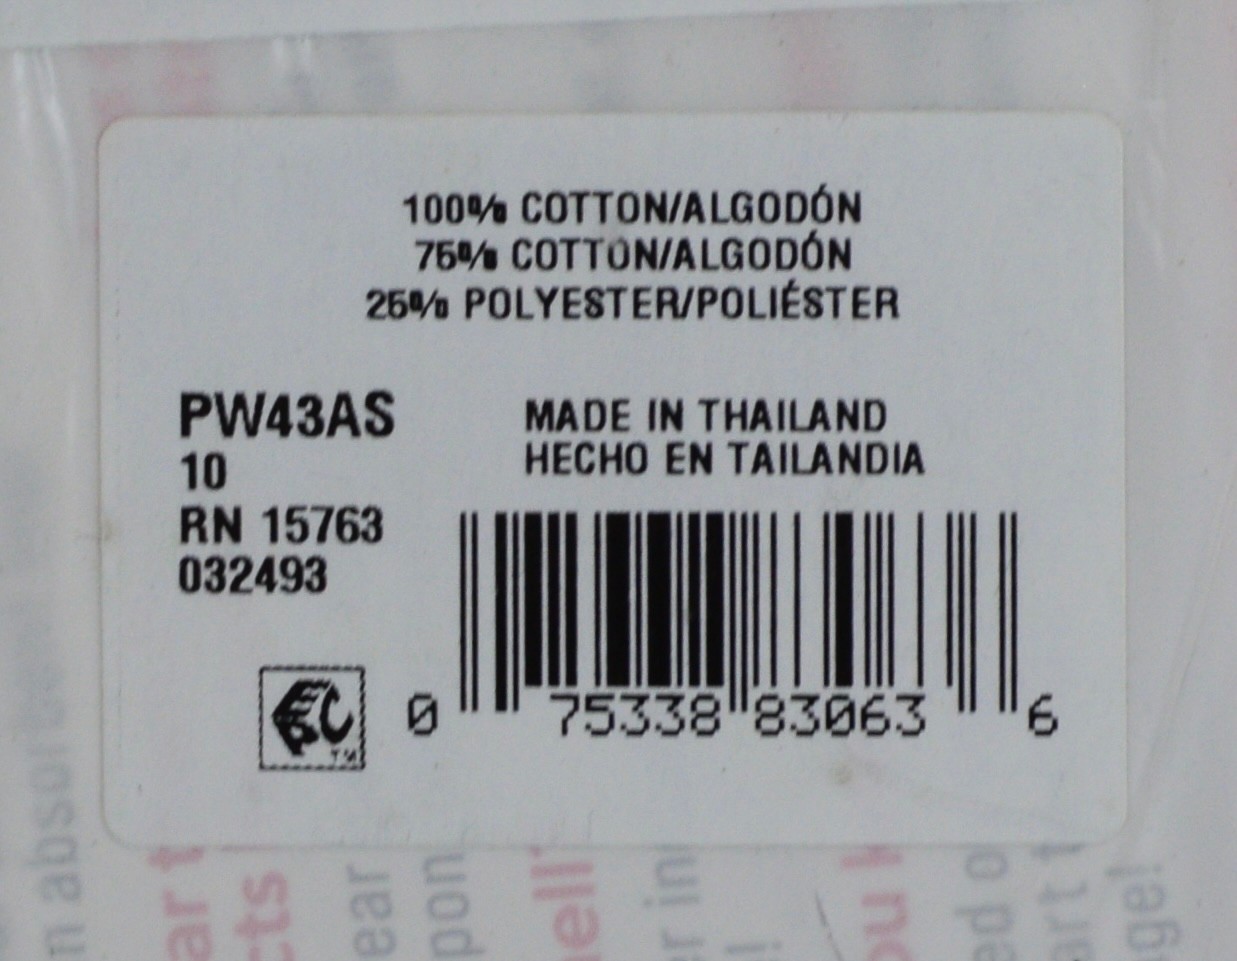 100% COTTON/ALGODÓN
75% COTTON/ALGODÓN
25% POLYESTER/POLIÉSTER
PW43AS
10
RN 15763
032493
MADE IN THAILAND
HECHO EN TAILANDIA
0 75338 83063 6
TM